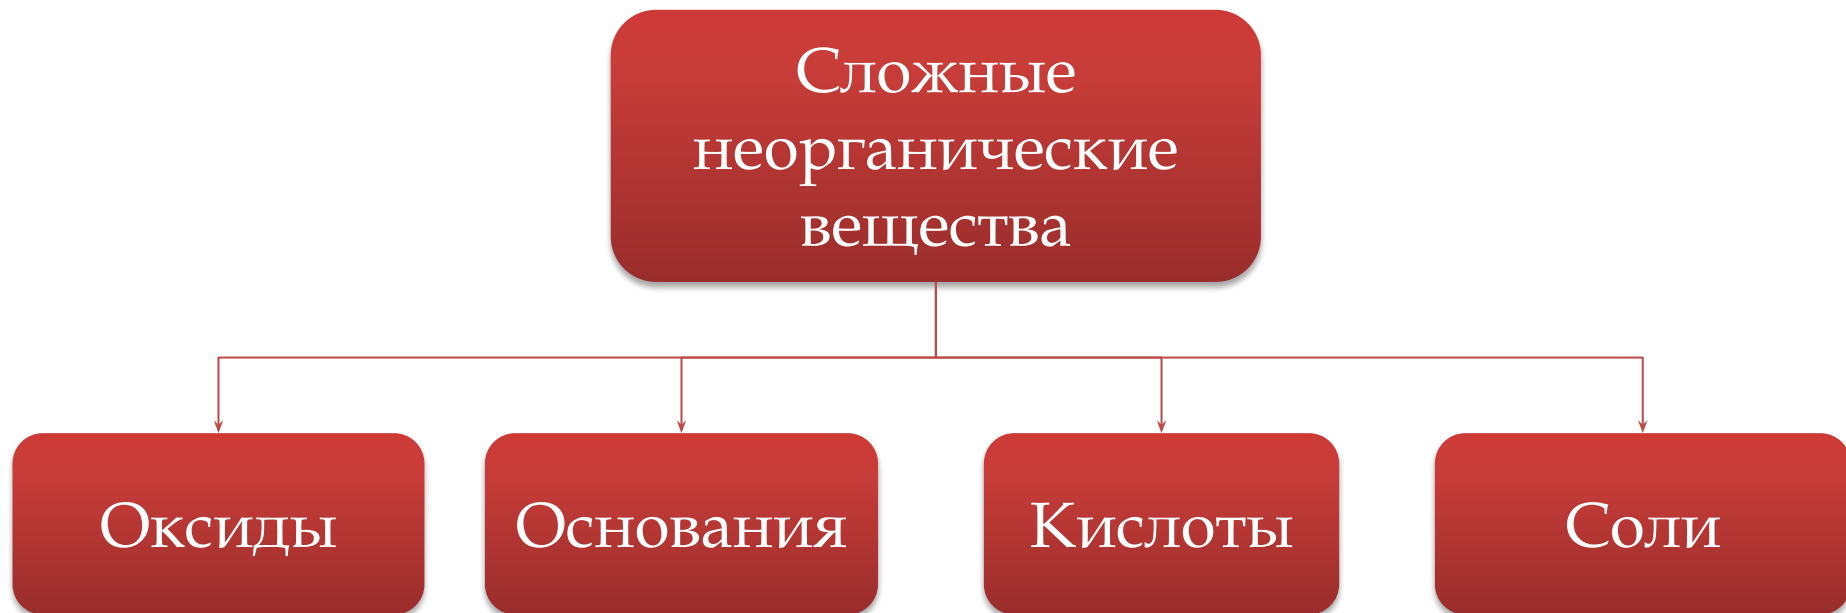 Сложные
неорганические
вещества
Оксиды
Основания
Кислоты
Соли